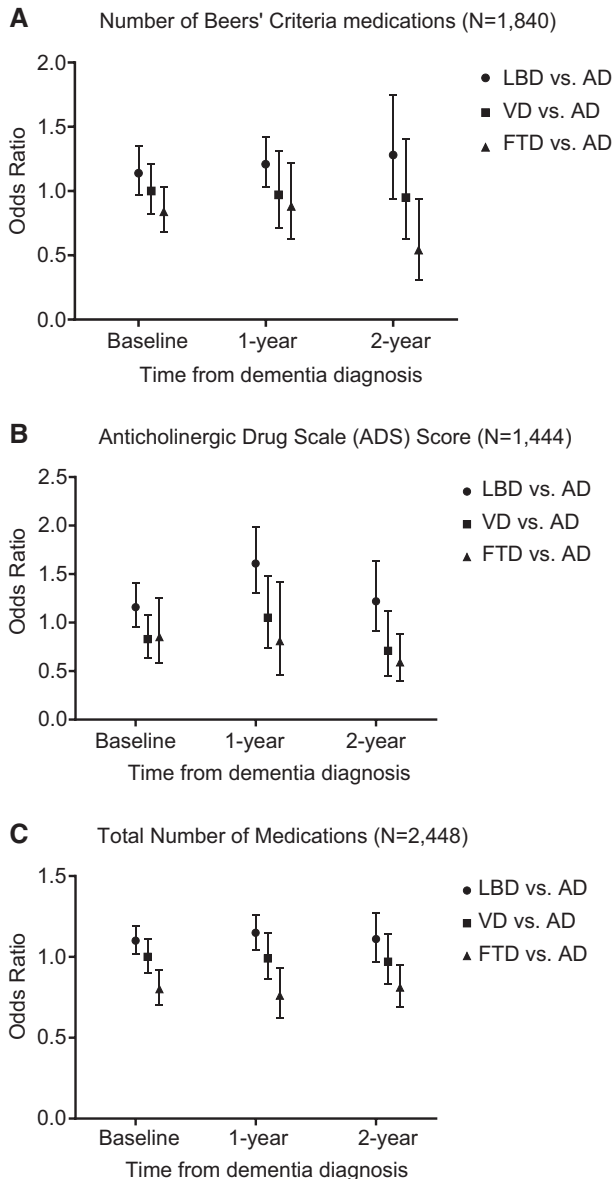 A Number of Beers' Criteria medications (N=1,840)
2.0
1.5
1.0
0.5
0.0
Odds Ratio
LBD vs. AD
VD vs. AD
FTD vs. AD
Baseline 1-year 2-year
Time from dementia diagnosis
B Anticholinergic Drug Scale (ADS) Score (N=1,444)
2.5
2.0
1.5
1.0
0.5
0.0
Odds Ratio
LBD vs. AD
VD vs. AD
FTD vs. AD
Baseline 1-year 2-year
Time from dementia diagnosis
C Total Number of Medications (N=2,448)
1.5
1.0
0.5
0.0
Odds Ratio
LBD vs. AD
VD vs. AD
FTD vs. AD
Baseline 1-year 2-year
Time from dementia diagnosis